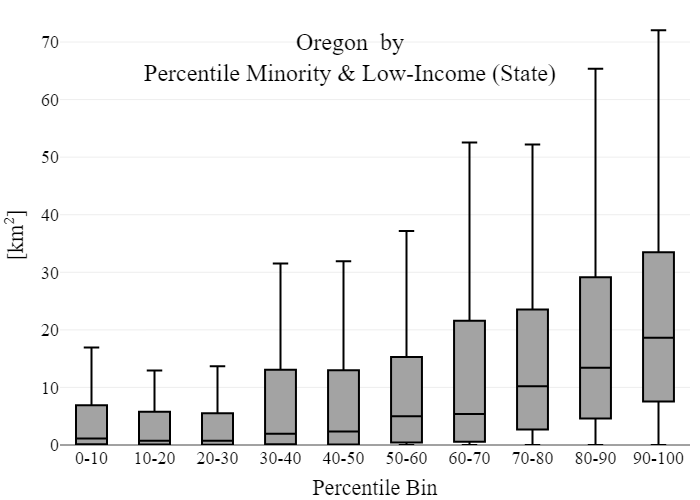 Oregon  by
Percentile Minority & Low-Income (State)
[km²]
70
60
50
40
30
20
10
0
0-10 10-20 20-30 30-40 40-50 50-60 60-70 70-80 80-90 90-100
Percentile Bin